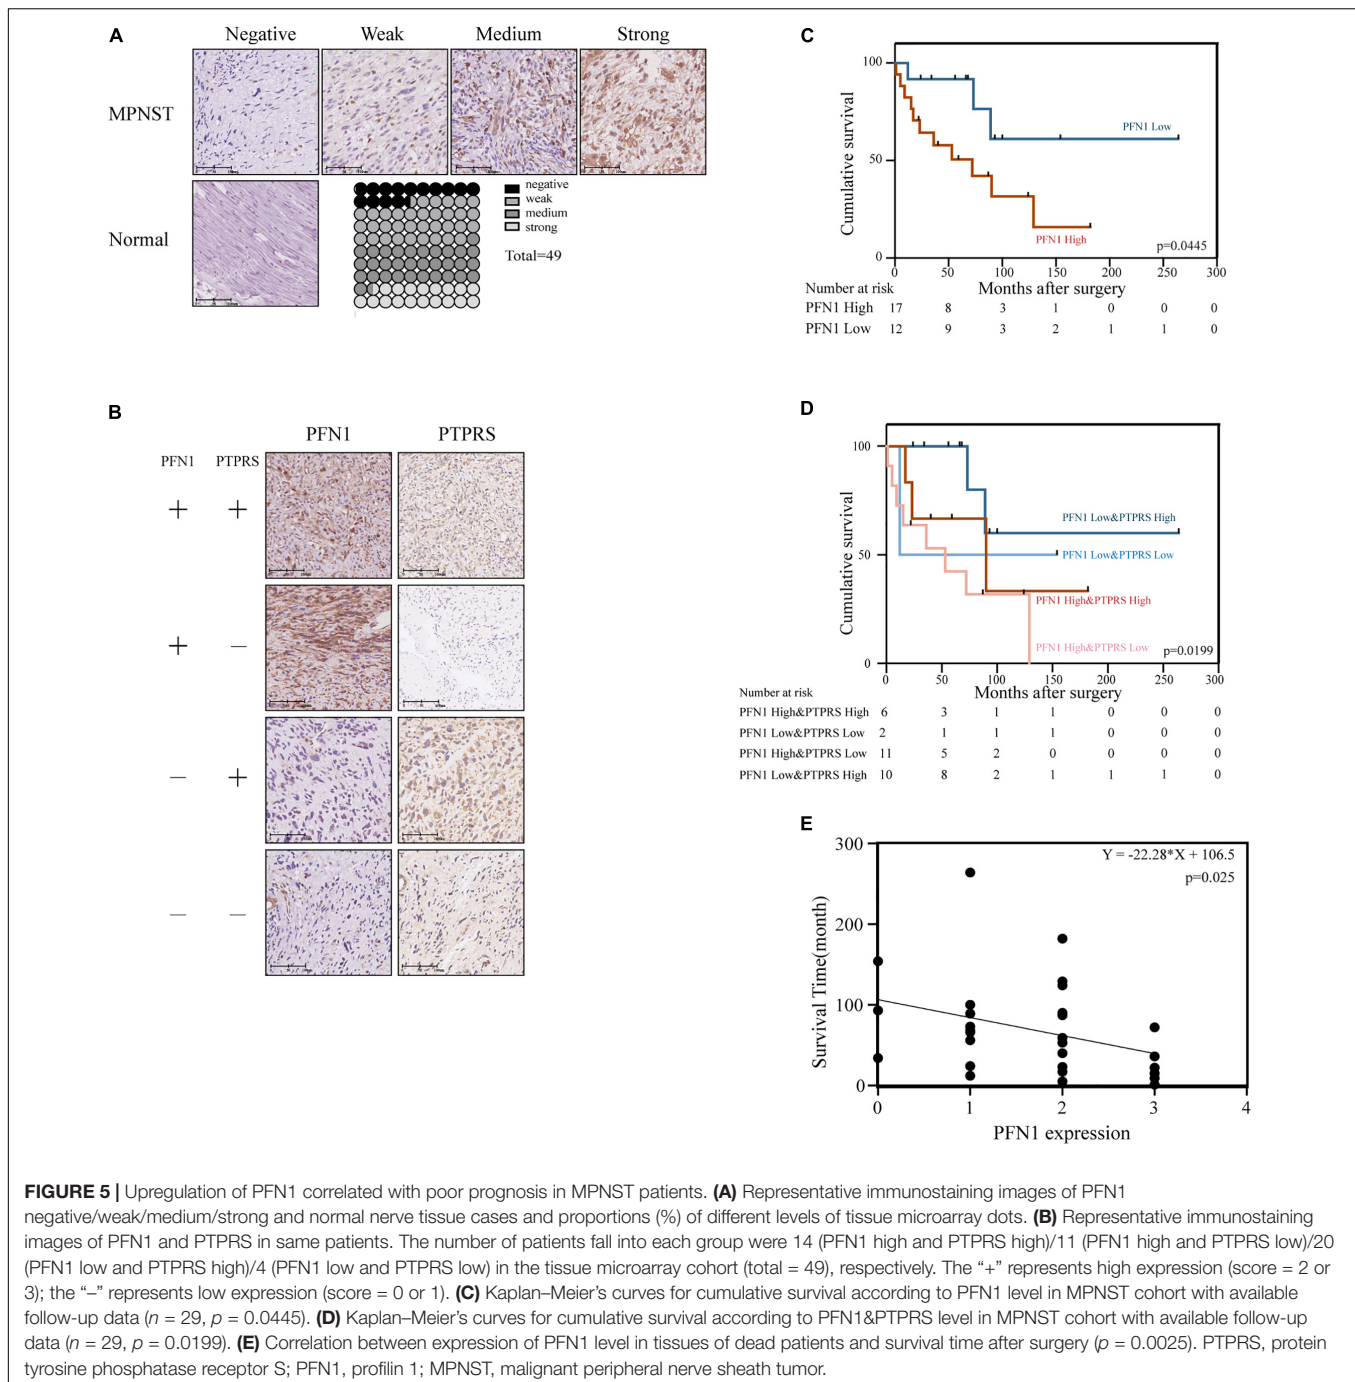 A
Negative Weak Medium Strong
MPNST
Normal
negative
weak
medium
strong
Total=49
B
PFN1 PTPRS
PFN1 PTPRS
+ +
+ –
– +
– –
C
Cumulative survival
100
50
0
PFN1 Low
PFN1 High
p=0.0445
0 50 100 150 200 250 300
Months after surgery
Number at risk
PFN1 High 17 8 3 1 0 0 0
PFN1 Low 12 9 3 2 1 1 0
D
Cumulative survival
100
50
0
PFN1 Low&PTPRS High
PFN1 Low&PTPRS Low
PFN1 High&PTPRS High
PFN1 High&PTPRS Low
p=0.0199
0 50 100 150 200 250 300
Months after surgery
Number at risk
PFN1 High&PTPRS High 6 3 1 1 0 0 0
PFN1 Low&PTPRS Low 2 1 1 1 0 0 0
PFN1 High&PTPRS Low 11 5 2 0 0 0 0
PFN1 Low&PTPRS High 10 8 2 1 1 1 0
E
Survival Time(month)
300
200
100
0
Y = -22.28*X + 106.5
p=0.025
0 1 2 3 4
PFN1 expression
FIGURE 5 | Upregulation of PFN1 correlated with poor prognosis in MPNST patients. (A) Representative immunostaining images of PFN1
negative/weak/medium/strong and normal nerve tissue cases and proportions (%) of different levels of tissue microarray dots. (B) Representative immunostaining
images of PFN1 and PTPRS in same patients. The number of patients fall into each group were 14 (PFN1 high and PTPRS high)/11 (PFN1 high and PTPRS low)/20
(PFN1 low and PTPRS high)/4 (PFN1 low and PTPRS low) in the tissue microarray cohort (total = 49), respectively. The “+” represents high expression (score = 2 or
3); the “–” represents low expression (score = 0 or 1). (C) Kaplan–Meier’s curves for cumulative survival according to PFN1 level in MPNST cohort with available
follow-up data (n = 29, p = 0.0445). (D) Kaplan–Meier’s curves for cumulative survival according to PFN1&PTPRS level in MPNST cohort with available follow-up
data (n = 29, p = 0.0199). (E) Correlation between expression of PFN1 level in tissues of dead patients and survival time after surgery (p = 0.0025). PTPRS, protein
tyrosine phosphatase receptor S; PFN1, profilin 1; MPNST, malignant peripheral nerve sheath tumor.